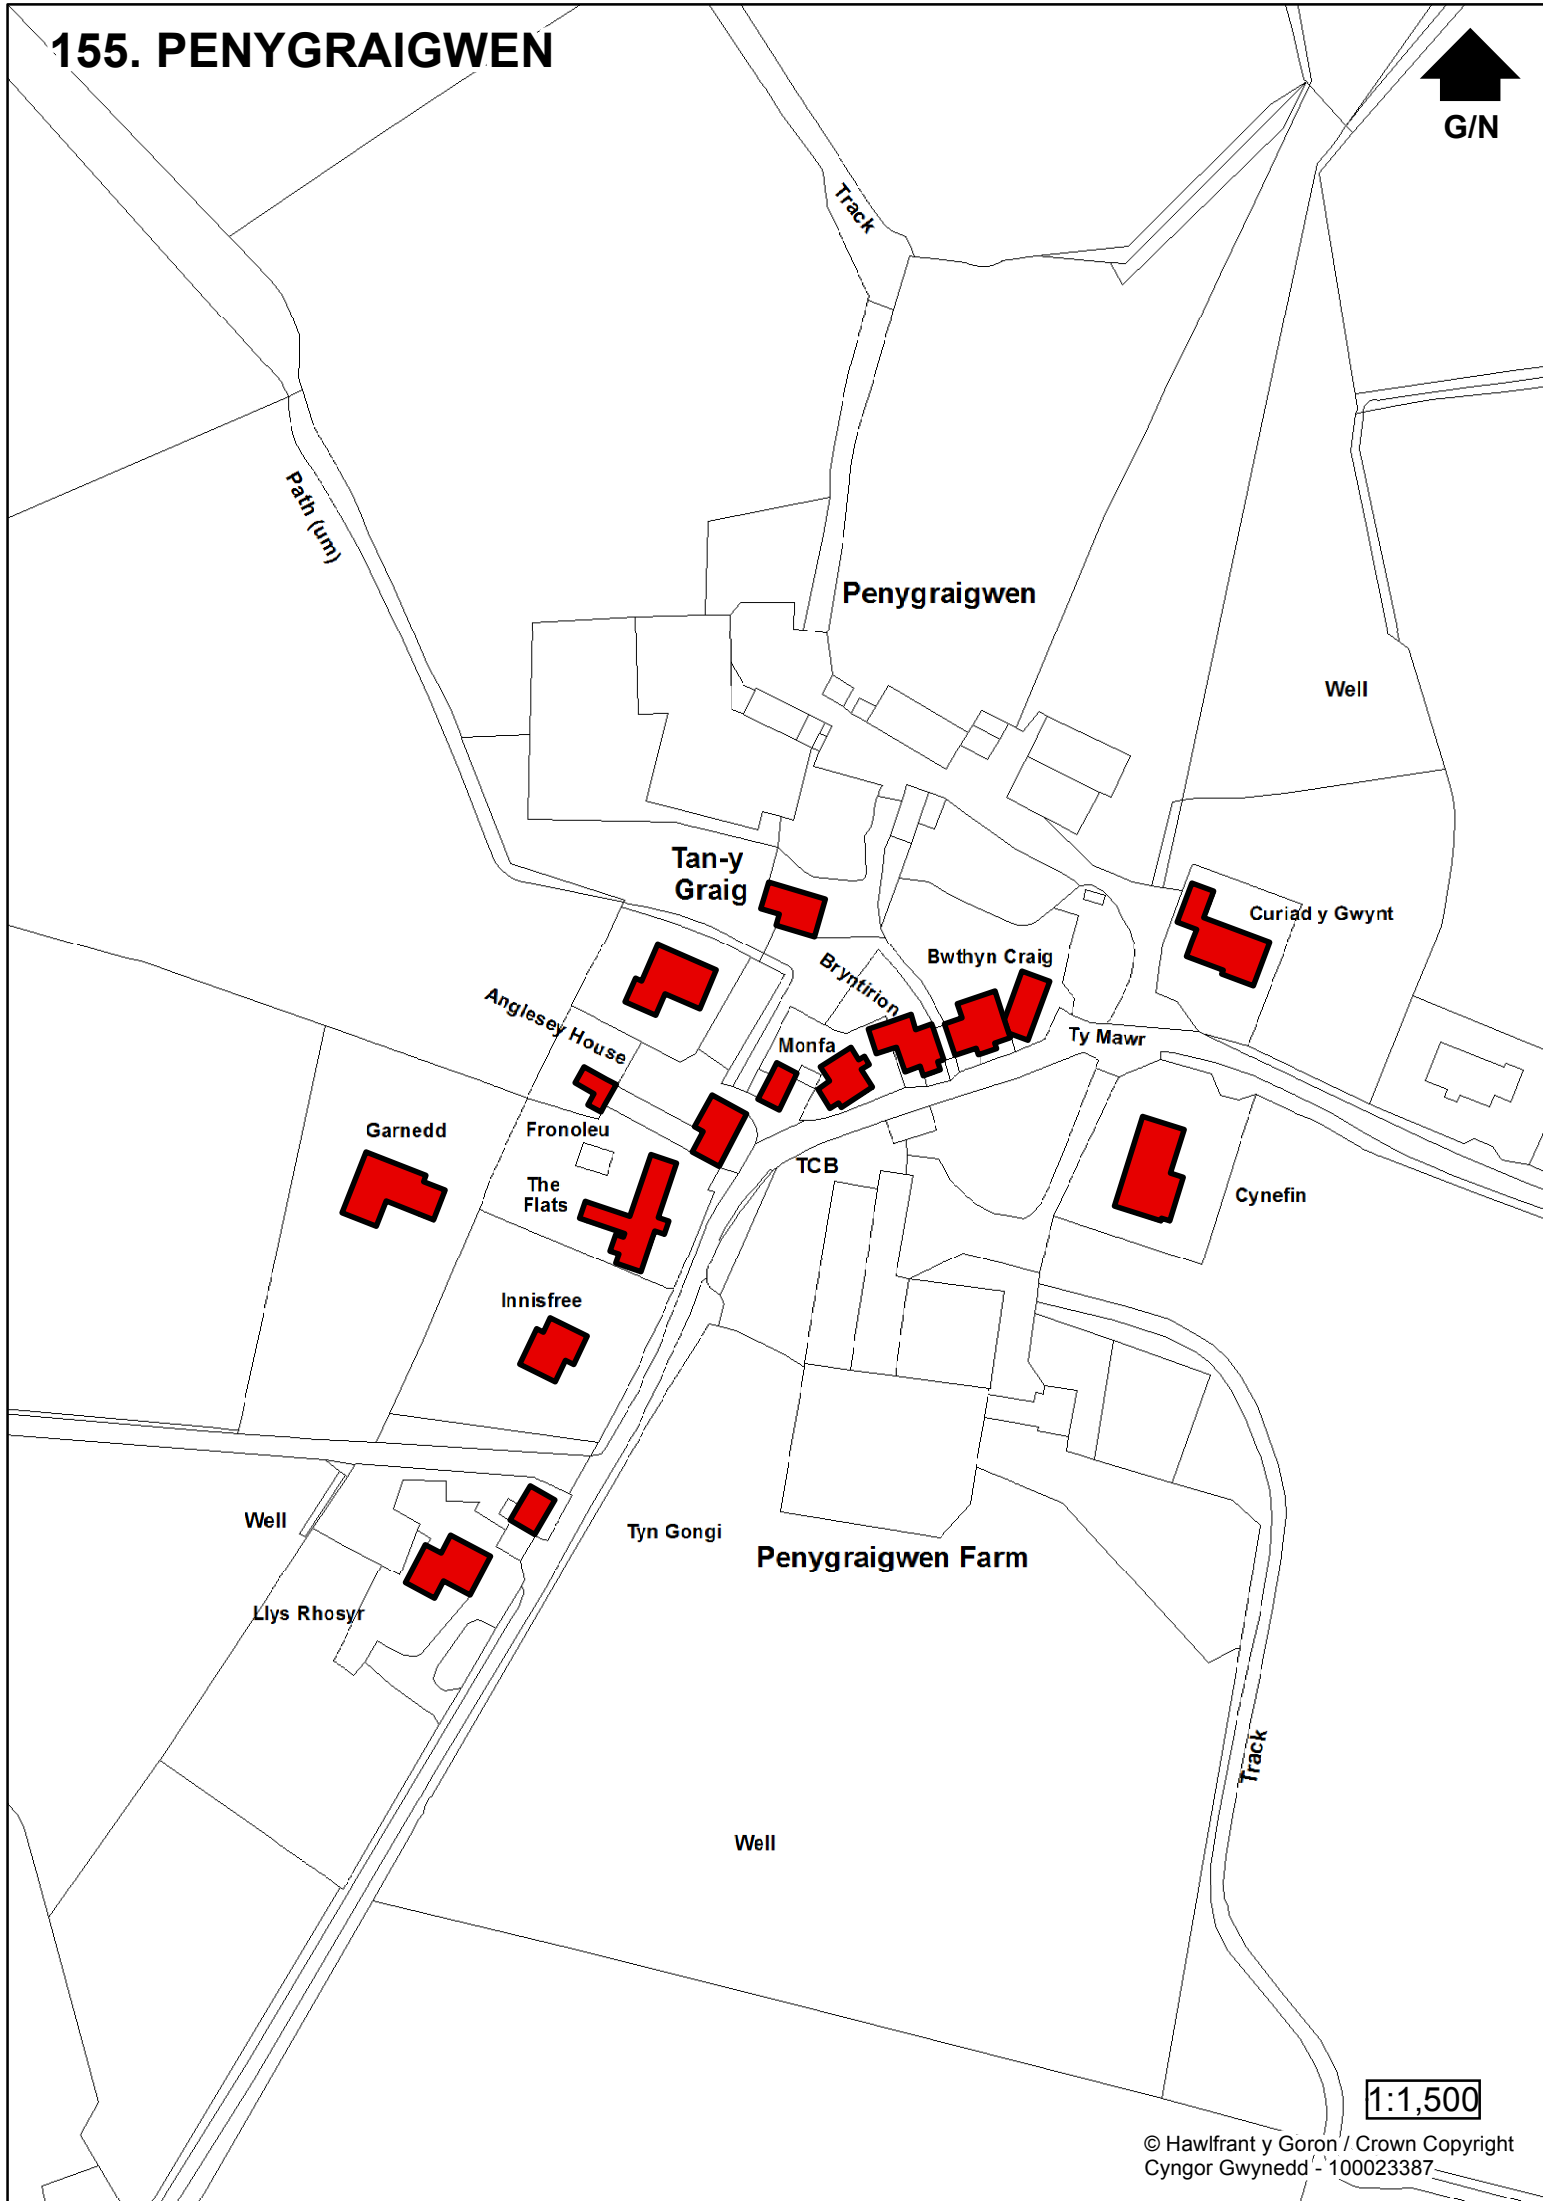 155. PENYGRAIGWEN
G/N
Track
Path (um)
Penygraigwen
Well
Tan-y
Graig
Curiad y Gwynt
Bwthyn Craig
Bryntirion
Anglesey House
Monfa
Ty Mawr
Garnedd
Fronoleu
TCB
The
Flats
Cynefin
Innisfree
Well
Tyn Gongi
Penygraigwen Farm
Llys Rhosyr
Track
Well
1:1,500
© Hawlfrant y Goron / Crown Copyright
Cyngor Gwynedd - 100023387